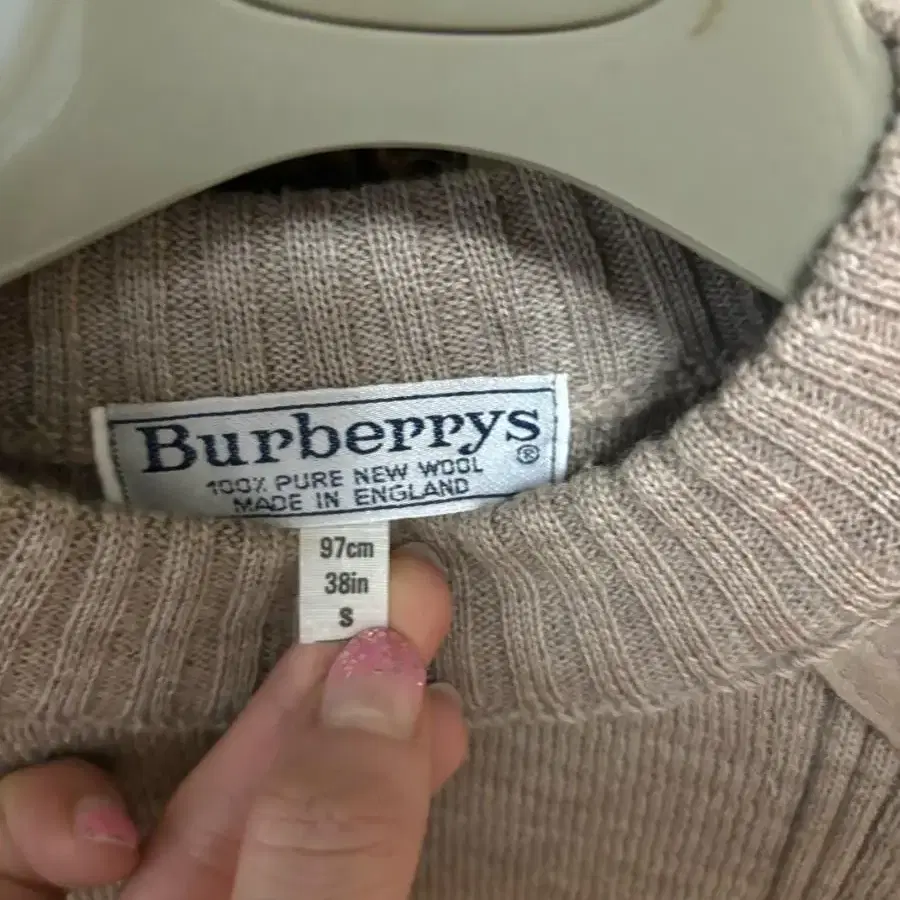 Burberrys
®
100% PURE NEW WOOL
MADE IN ENGLAND
97cm
38in
S